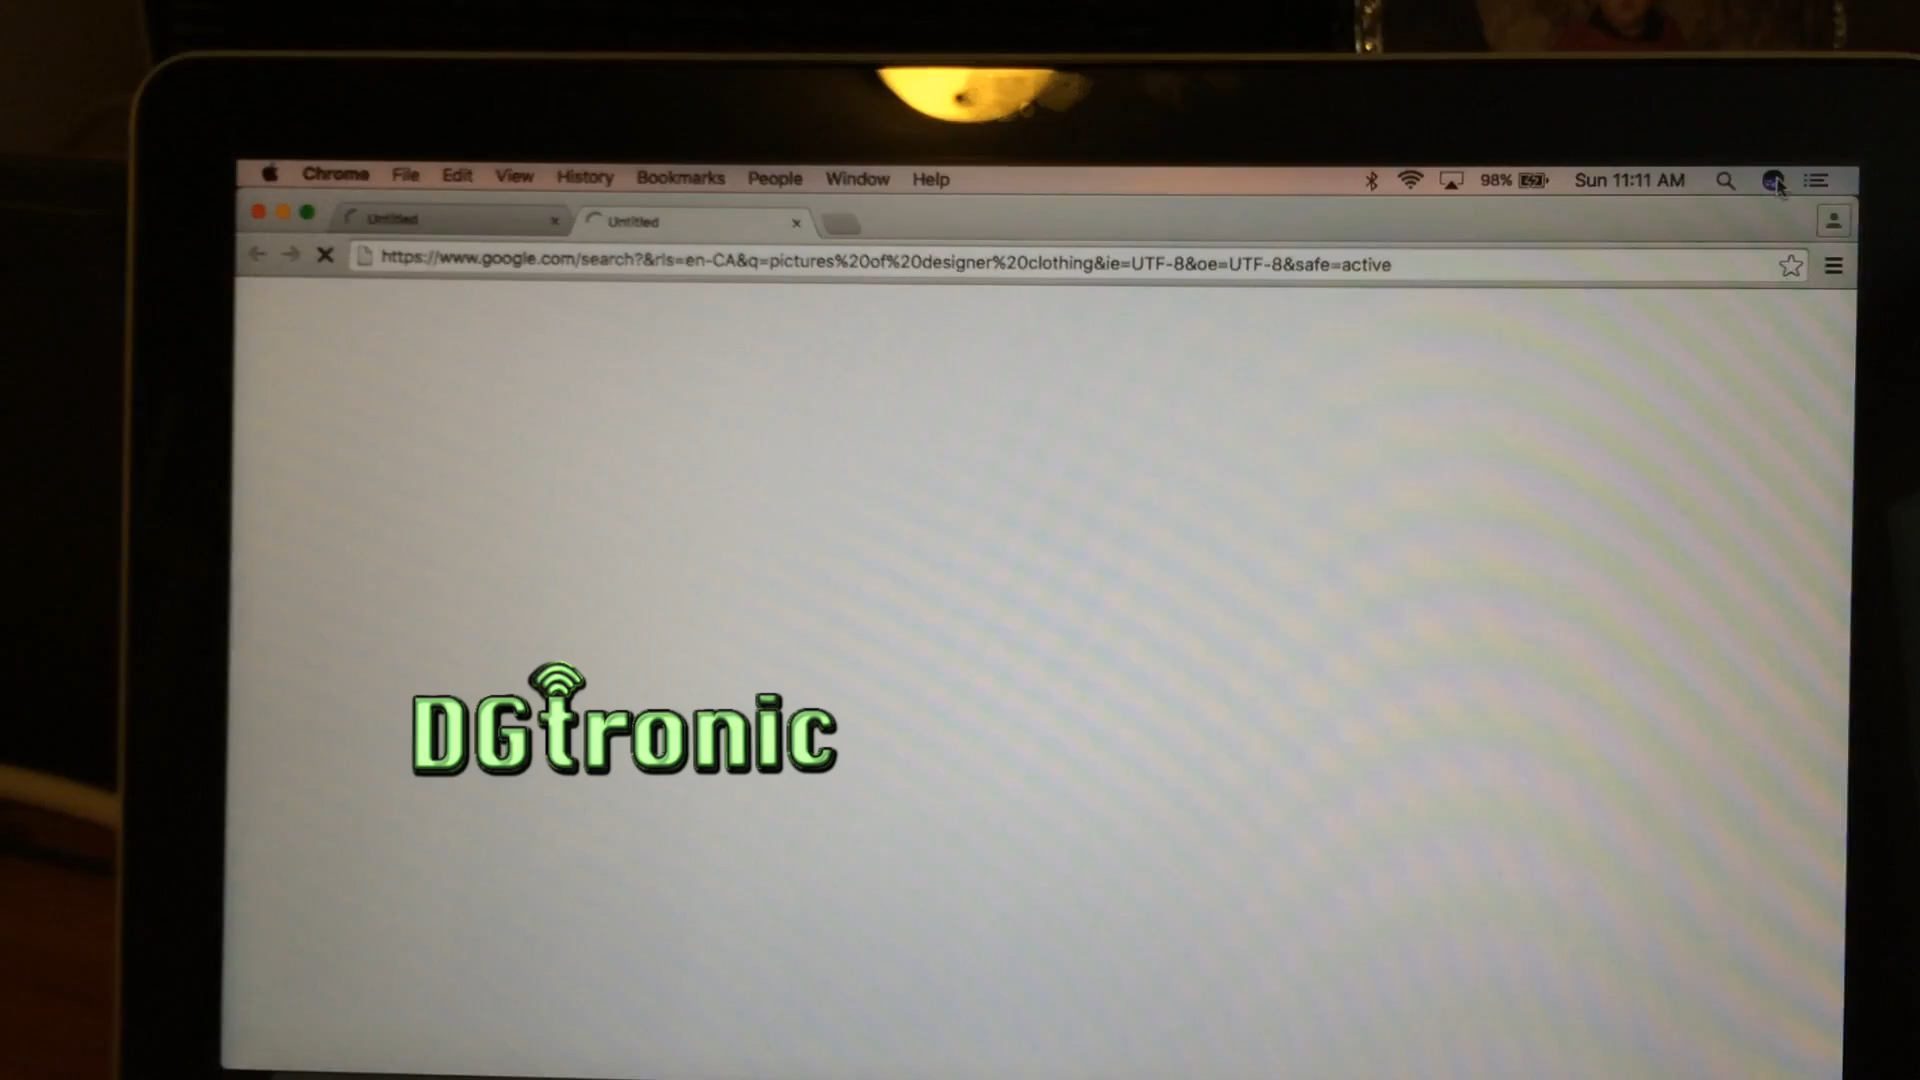 Chrome File Edit View History Bookmarks People Window Help 98% Sun 11:11 AM
Untitled Untitled
https://www.google.com/search?&rls=en-CA&q=pictures%20of%20designer%20clothing&ie=UTF-8&oe=UTF-8&safe=active
DGtronic